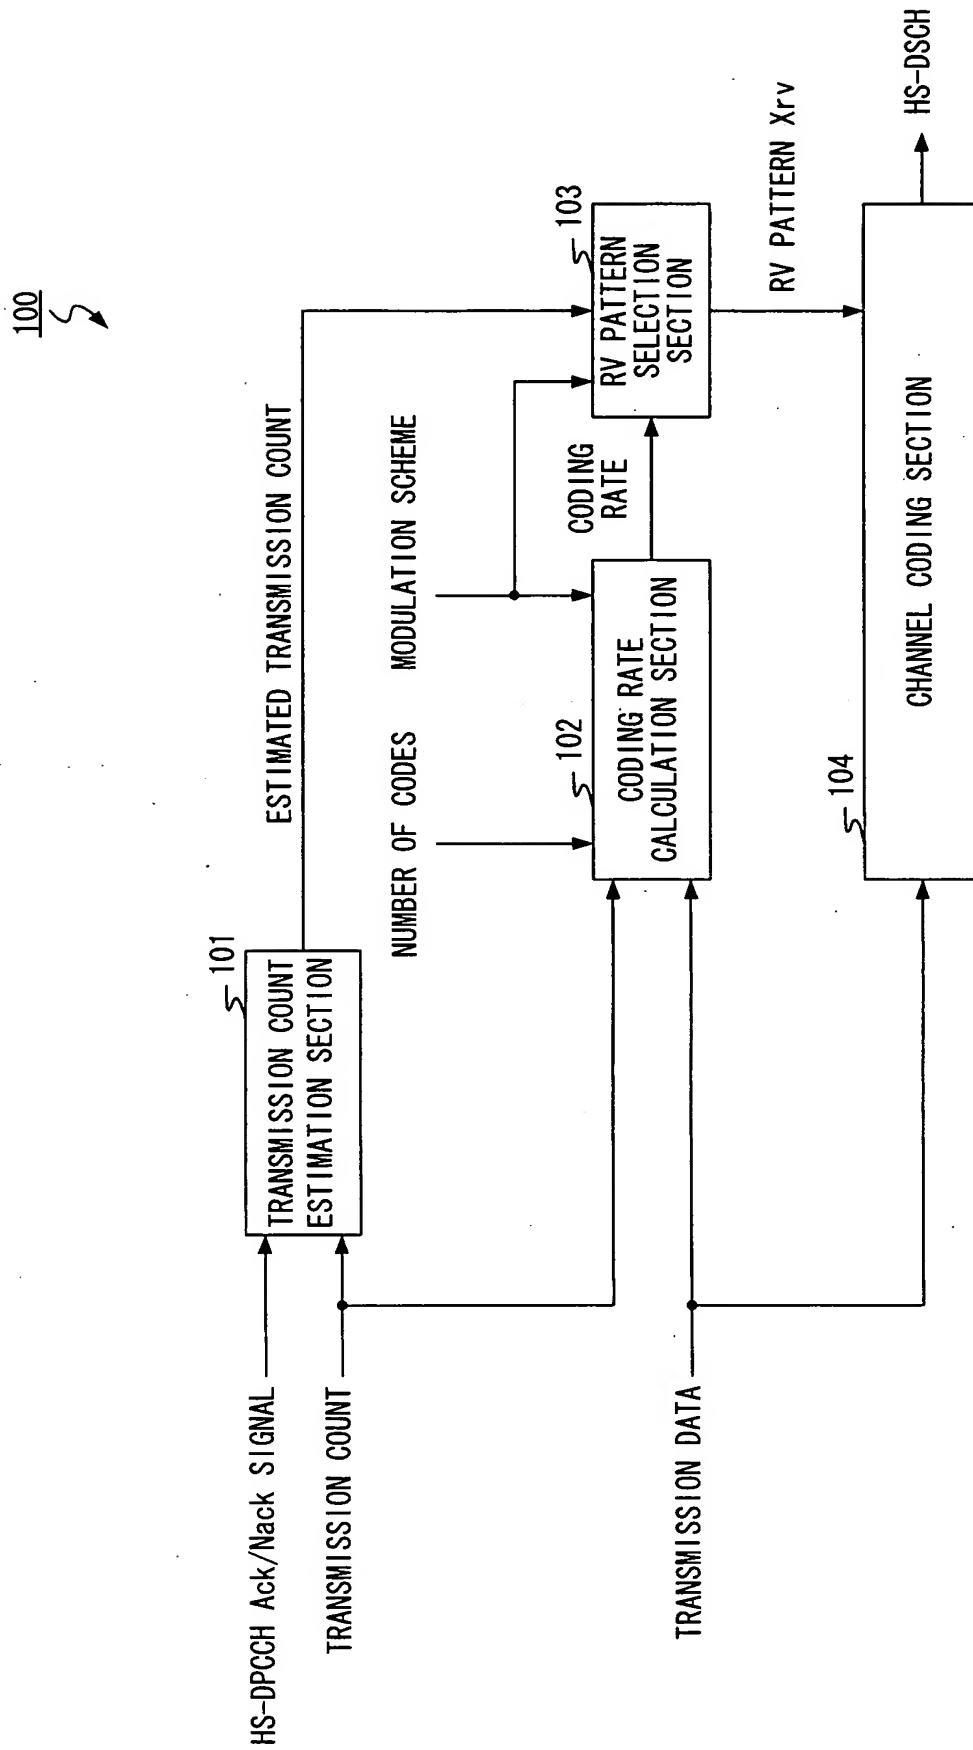 100
HS-DPCCH Ack/Nack SIGNAL
TRANSMISSION COUNT
101
TRANSMISSION COUNT
ESTIMATION SECTION
ESTIMATED TRANSMISSION COUNT
NUMBER OF CODES
MODULATION SCHEME
102
CODING RATE
CALCULATION SECTION
CODING
RATE
103
RV PATTERN
SELECTION
SECTION
TRANSMISSION DATA
RV PATTERN Xrv
104
CHANNEL CODING SECTION
HS-DSCH